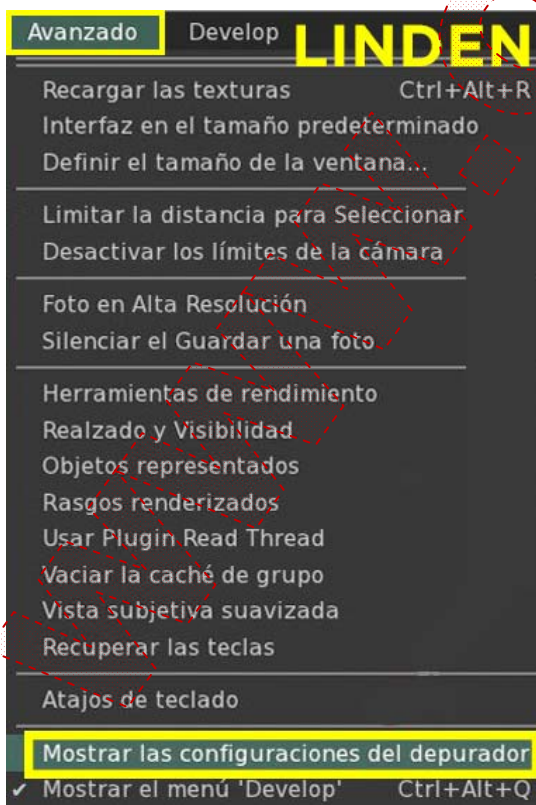 Avanzado Develop LINDEN
Recargar las texturas Ctrl+Alt+R
Interfaz en el tamaño predeterminado
Definir el tamaño de la ventana...
Limitar la distancia para Seleccionar
Desactivar los límites de la cámara
Foto en Alta Resolución
Silenciar el Guardar una foto
Herramientas de rendimiento
Realzado y Visibilidad
Objetos representados
Rasgos renderizados
Usar Plugin Read Thread
Vaciar la caché de grupo
Vista subjetiva suavizada
Recuperar las teclas
Atajos de teclado
Mostrar las configuraciones del depurador
✔ Mostrar el menú 'Develop' Ctrl+Alt+Q